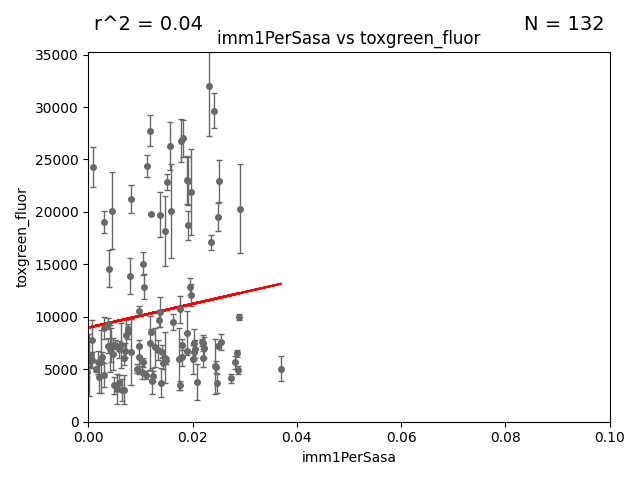 r^2 = 0.04
N = 132
imm1PerSasa vs toxgreen_fluor
35000
30000
25000
20000
15000
10000
5000
0
toxgreen_fluor
0.00
0.02
0.04
0.06
0.08
0.10
imm1PerSasa